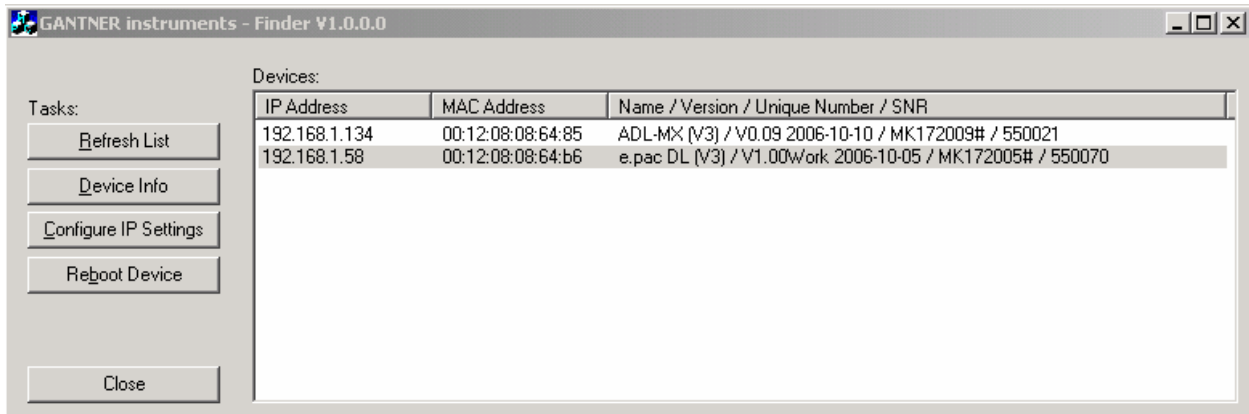 GANTNER instruments - Finder V1.0.0.0
Devices:
Tasks:
IP Address MAC Address Name / Version / Unique Number / SNR
192.168.1.134 00:12:08:08:64:85 ADL-MX (V3) / V0.09 2006-10-10 / MK172009# / 550021
192.168.1.58 00:12:08:08:64:b6 e.pac DL (V3) / V1.00Work 2006-10-05 / MK172005# / 550070
Refresh List
Device Info
Configure IP Settings
Reboot Device
Close